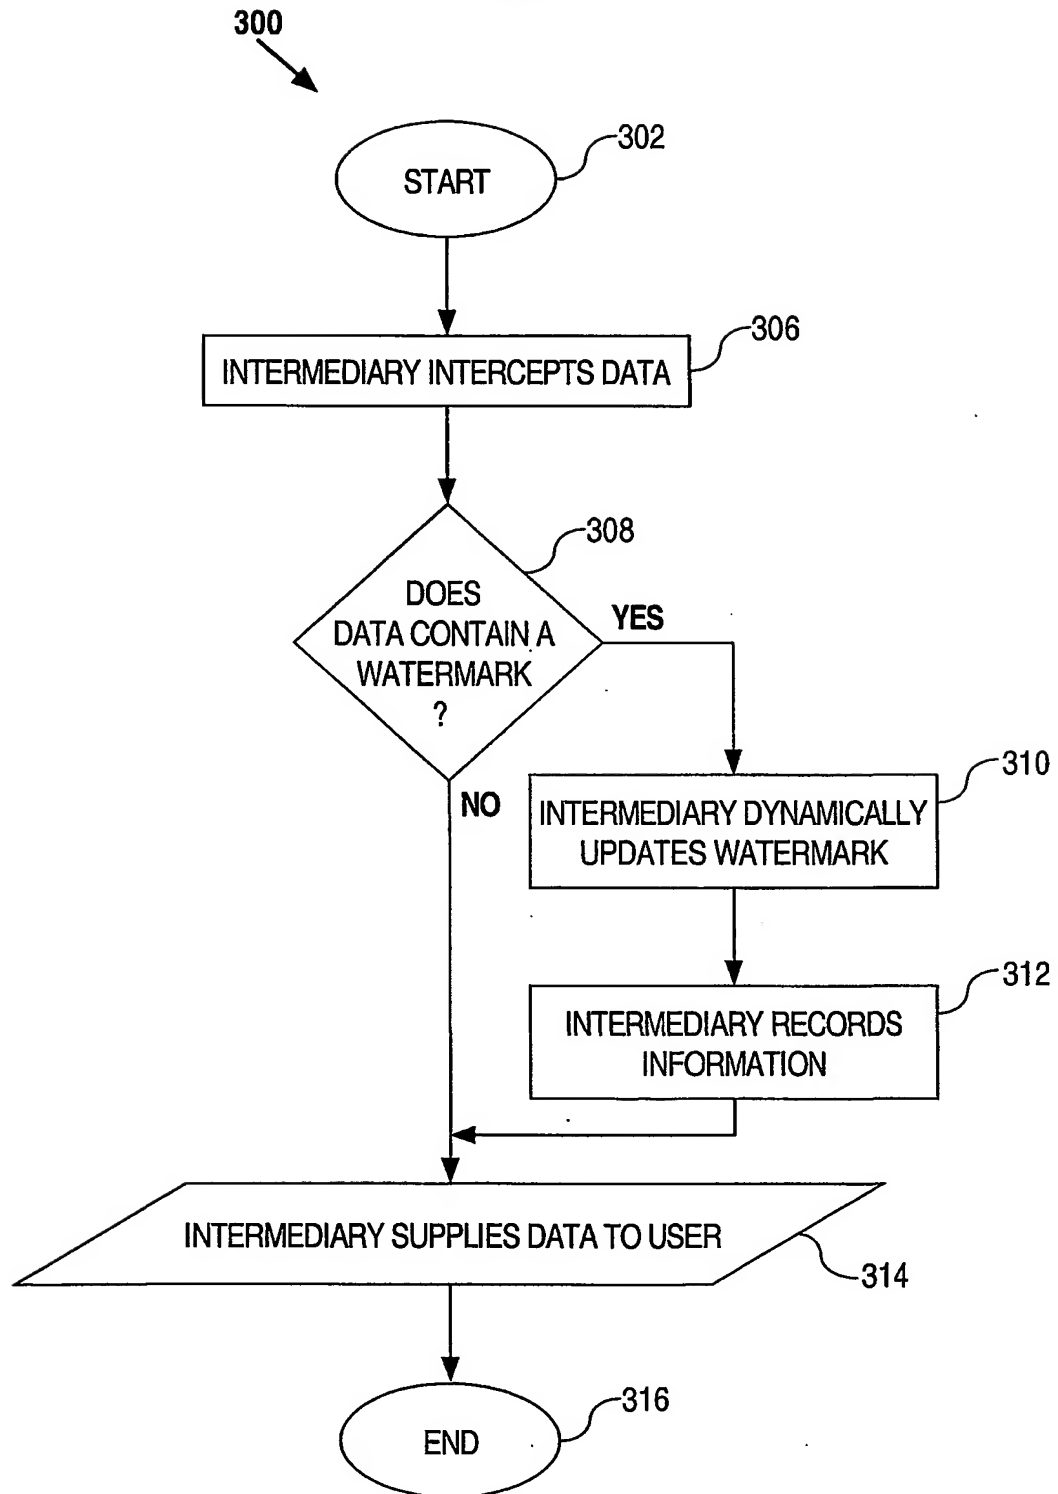 300
302
START
306
INTERMEDIARY INTERCEPTS DATA
308
DOES
DATA CONTAIN A
WATERMARK
?
YES
NO
310
INTERMEDIARY DYNAMICALLY
UPDATES WATERMARK
312
INTERMEDIARY RECORDS
INFORMATION
INTERMEDIARY SUPPLIES DATA TO USER
314
316
END